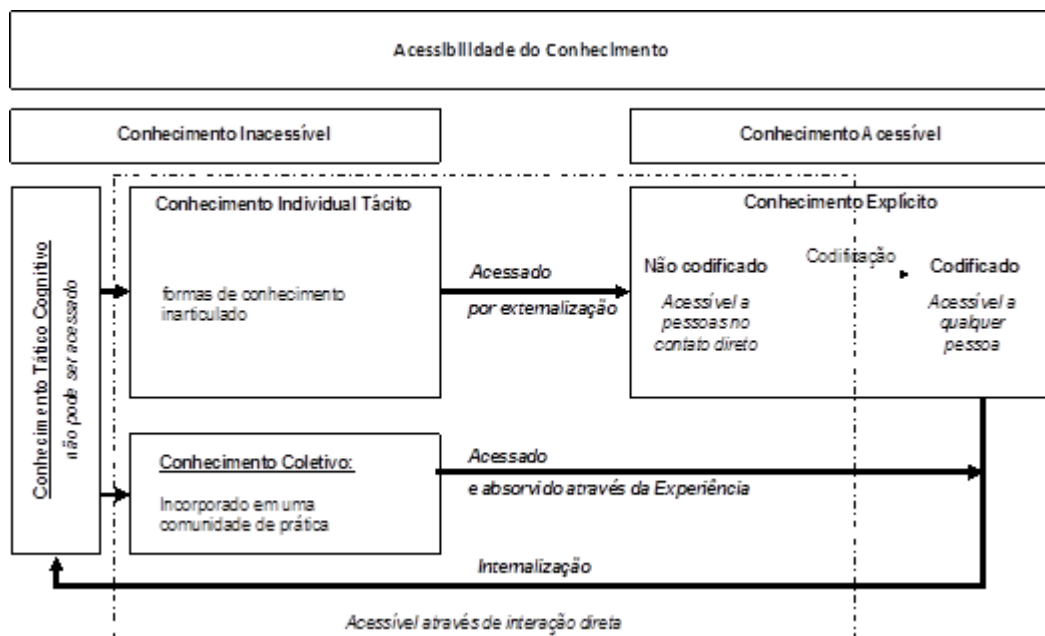 Acessibilidade do Conhecimento
Conhecimento Inacessível
Conhecimento Acessível
Conhecimento Tático Cognitivo
não pode ser acessado
Conhecimento Individual Tácito
formas de conhecimento
inarticulado
Acessado
por externalização
Conhecimento Explícito
Não codificado
Acessível a
pessoas no
contato direto
Codificação
Codificado
Acessível a
qualquer
pessoa
Conhecimento Coletivo:
Incorporado em uma
comunidade de prática
Acessado
e absorvido através da Experiência
Internalização
Acessível através de interação direta